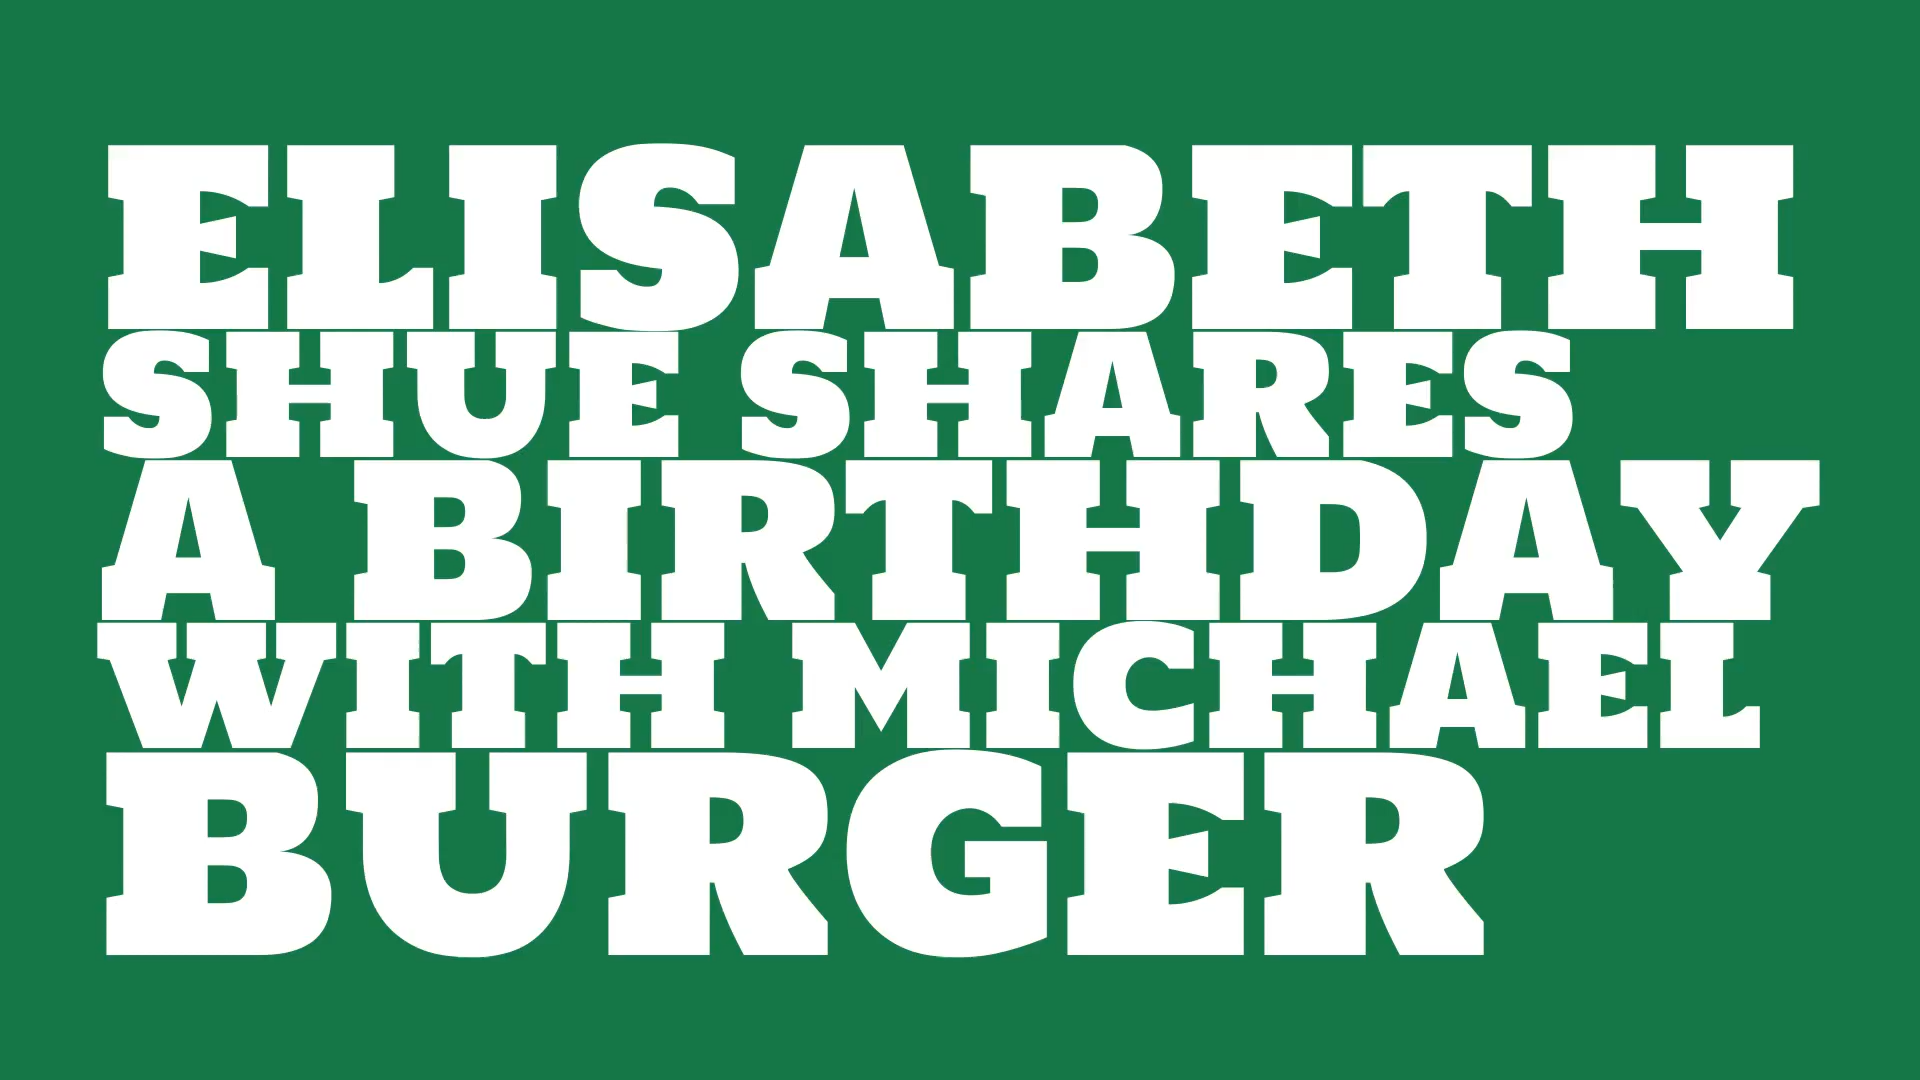 ELISABETH
SHUE SHARES
A BIRTHDAY
WITH MICHAEL
BURGER